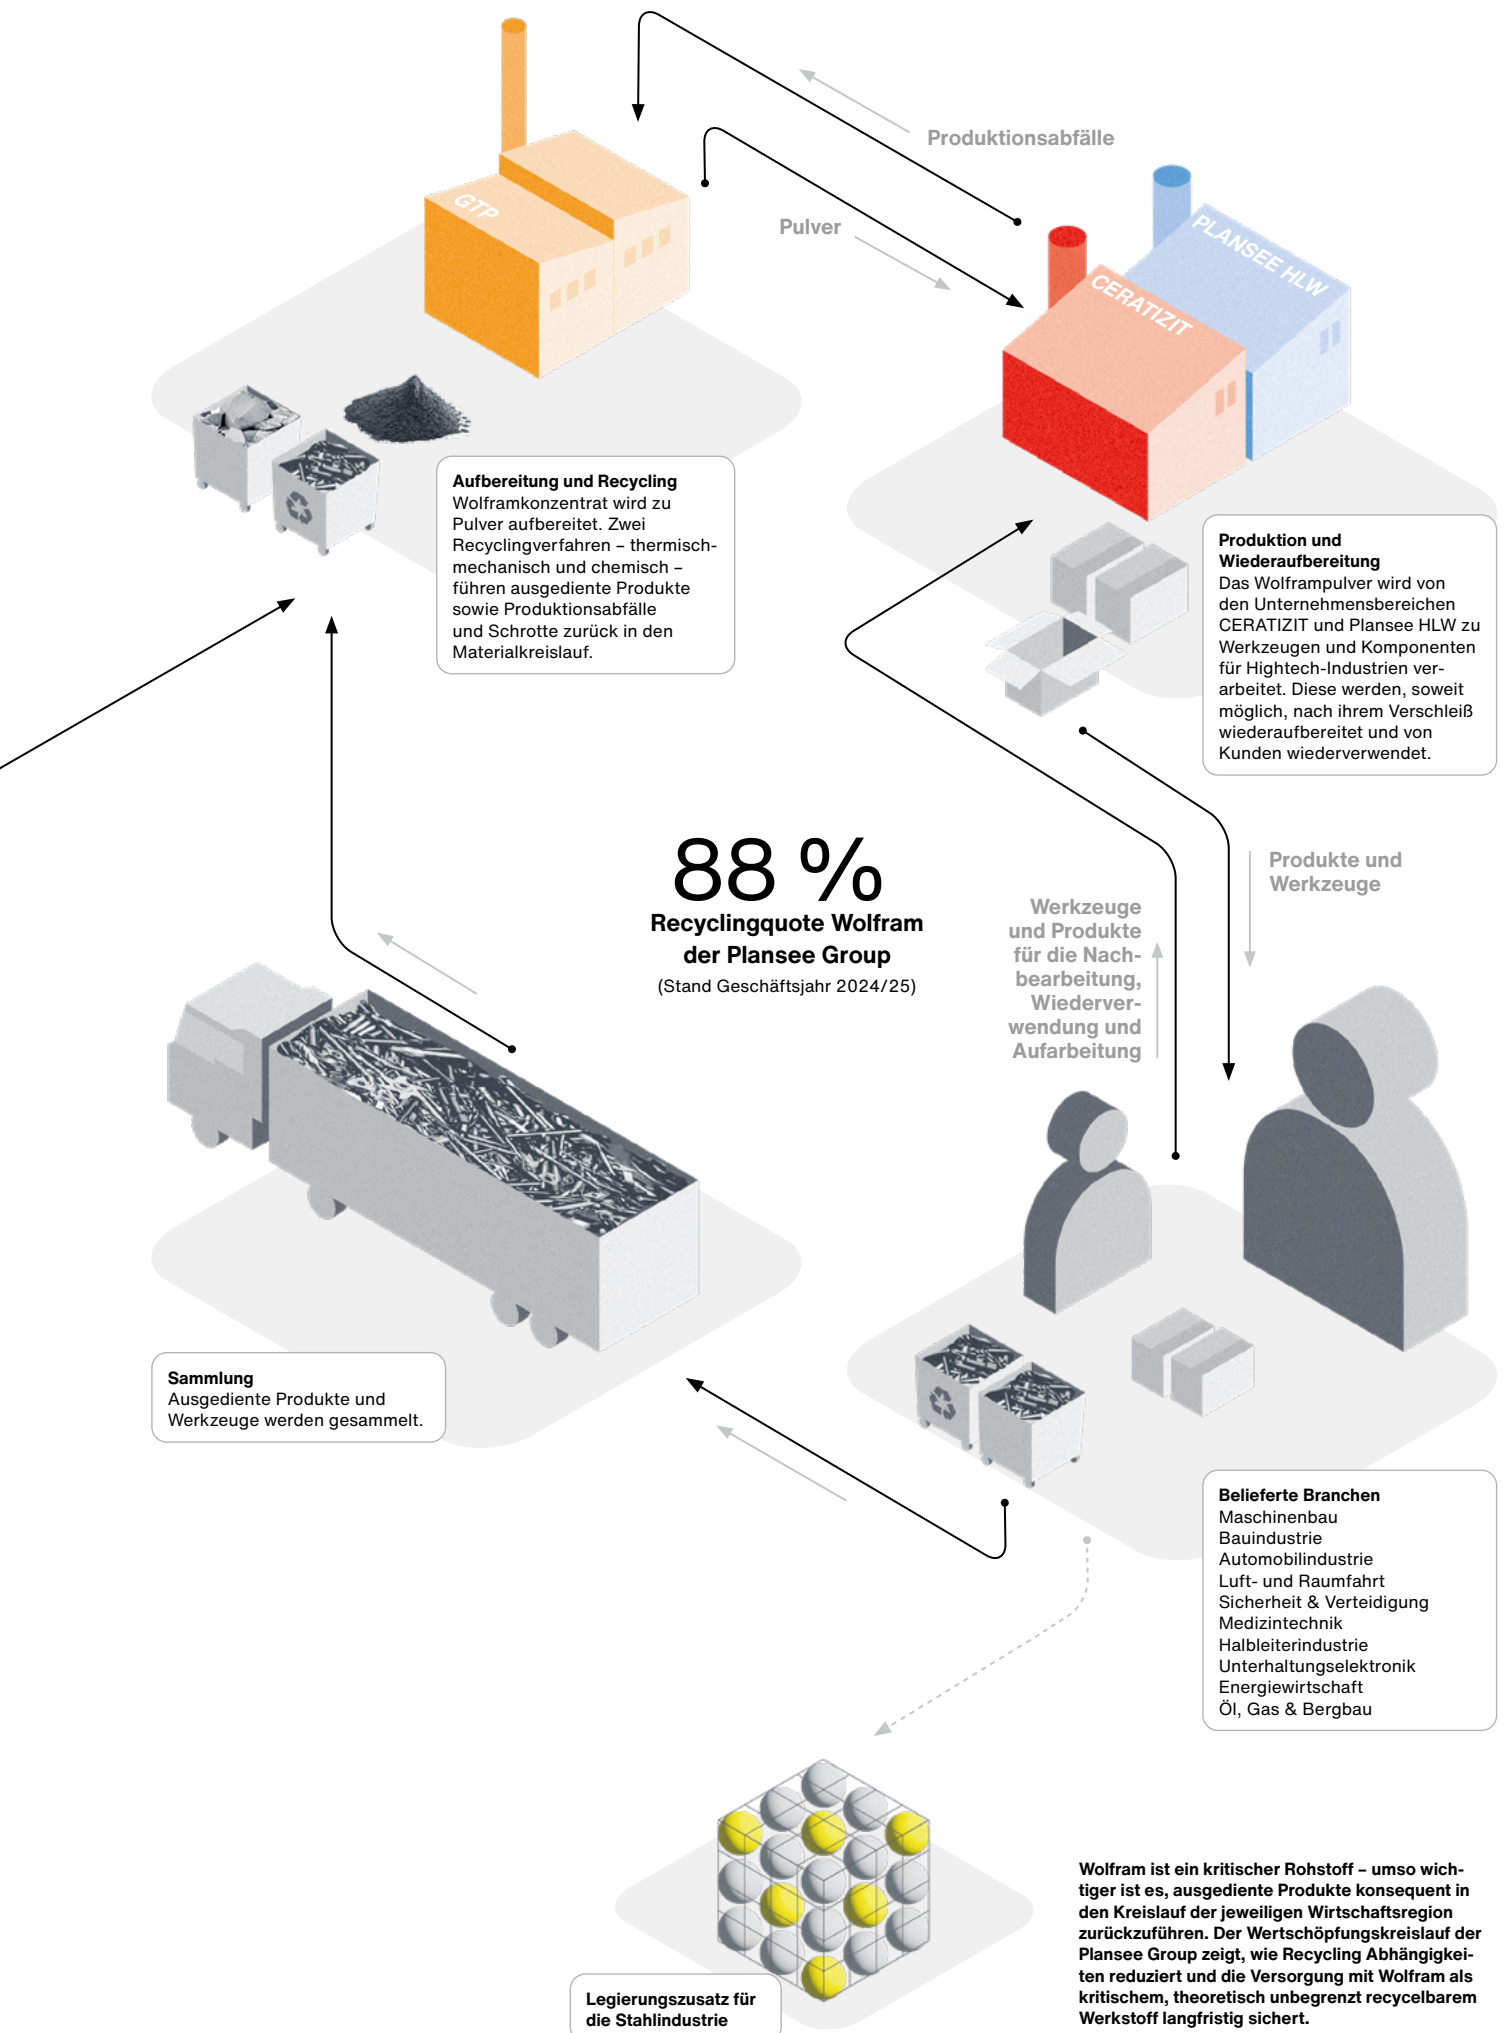 Produktionsabfälle
Pulver
GTP
PLANSEE HLW
CERATIZIT
Aufbereitung und Recycling
Wolframkonzentrat wird zu
Pulver aufbereitet. Zwei
Recyclingverfahren – thermisch-
mechanisch und chemisch –
führen ausgediente Produkte
sowie Produktionsabfälle
und Schrotte zurück in den
Materialkreislauf.
Produktion und
Wiederaufbereitung
Das Wolframpulver wird von
den Unternehmensbereichen
CERATIZIT und Plansee HLW zu
Werkzeugen und Komponenten
für Hightech-Industrien ver-
arbeitet. Diese werden, soweit
möglich, nach ihrem Verschleiß
wiederaufbereitet und von
Kunden wiederverwendet.
88 %
Recyclingquote Wolfram
der Plansee Group
(Stand Geschäftsjahr 2024/25)
Produkte und
Werkzeuge
Werkzeuge
und Produkte
für die Nach-
bearbeitung,
Wiederver-
wendung und
Aufarbeitung
Sammlung
Ausgediente Produkte und
Werkzeuge werden gesammelt.
Belieferte Branchen
Maschinenbau
Bauindustrie
Automobilindustrie
Luft- und Raumfahrt
Sicherheit & Verteidigung
Medizintechnik
Halbleiterindustrie
Unterhaltungselektronik
Energiewirtschaft
Öl, Gas & Bergbau
Legierungszusatz für
die Stahlindustrie
Wolfram ist ein kritischer Rohstoff – umso wich-
tiger ist es, ausgediente Produkte konsequent in
den Kreislauf der jeweiligen Wirtschaftsregion
zurückzuführen. Der Wertschöpfungskreislauf der
Plansee Group zeigt, wie Recycling Abhängigkei-
ten reduziert und die Versorgung mit Wolfram als
kritischem, theoretisch unbegrenzt recycelbarem
Werkstoff langfristig sichert.